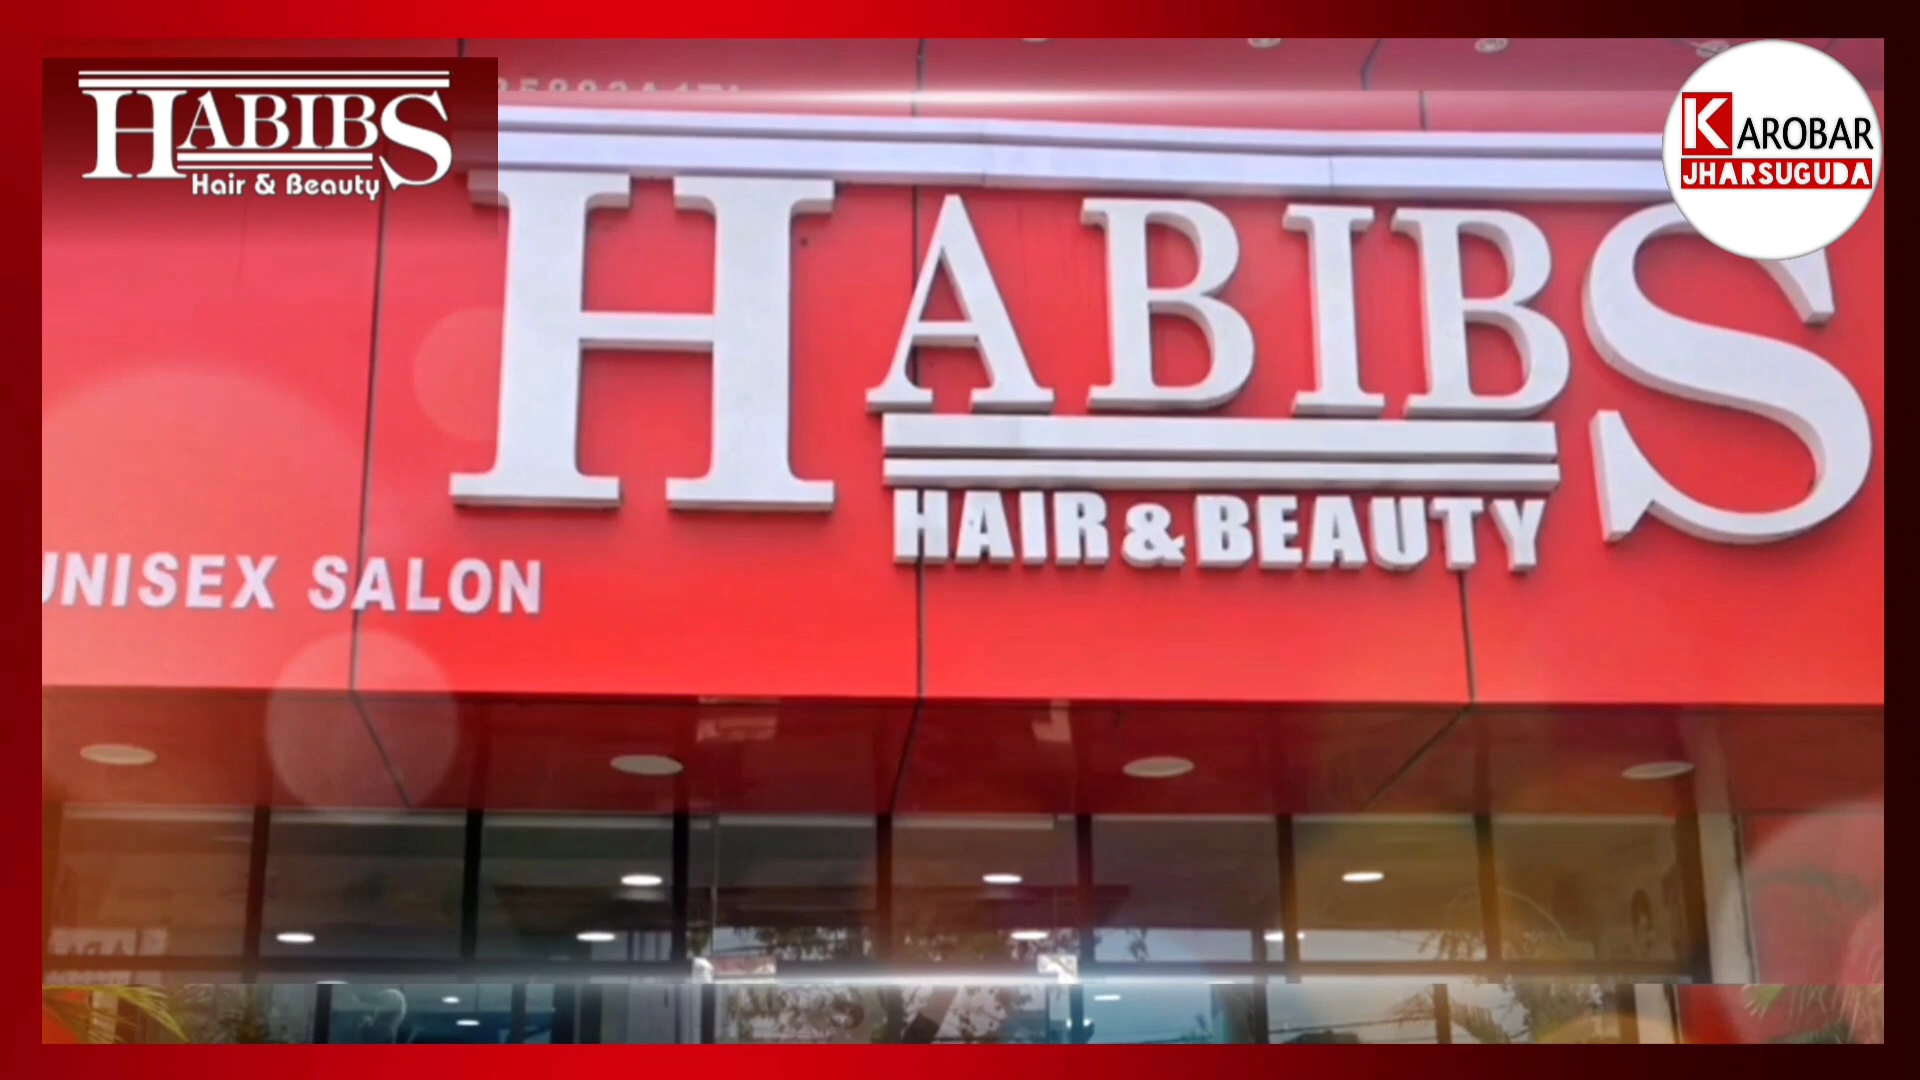 HABIBS
Hair & Beauty
KAROBAR
JHARSUGUDA
HABIBS
HAIR & BEAUTY
UNISEX SALON